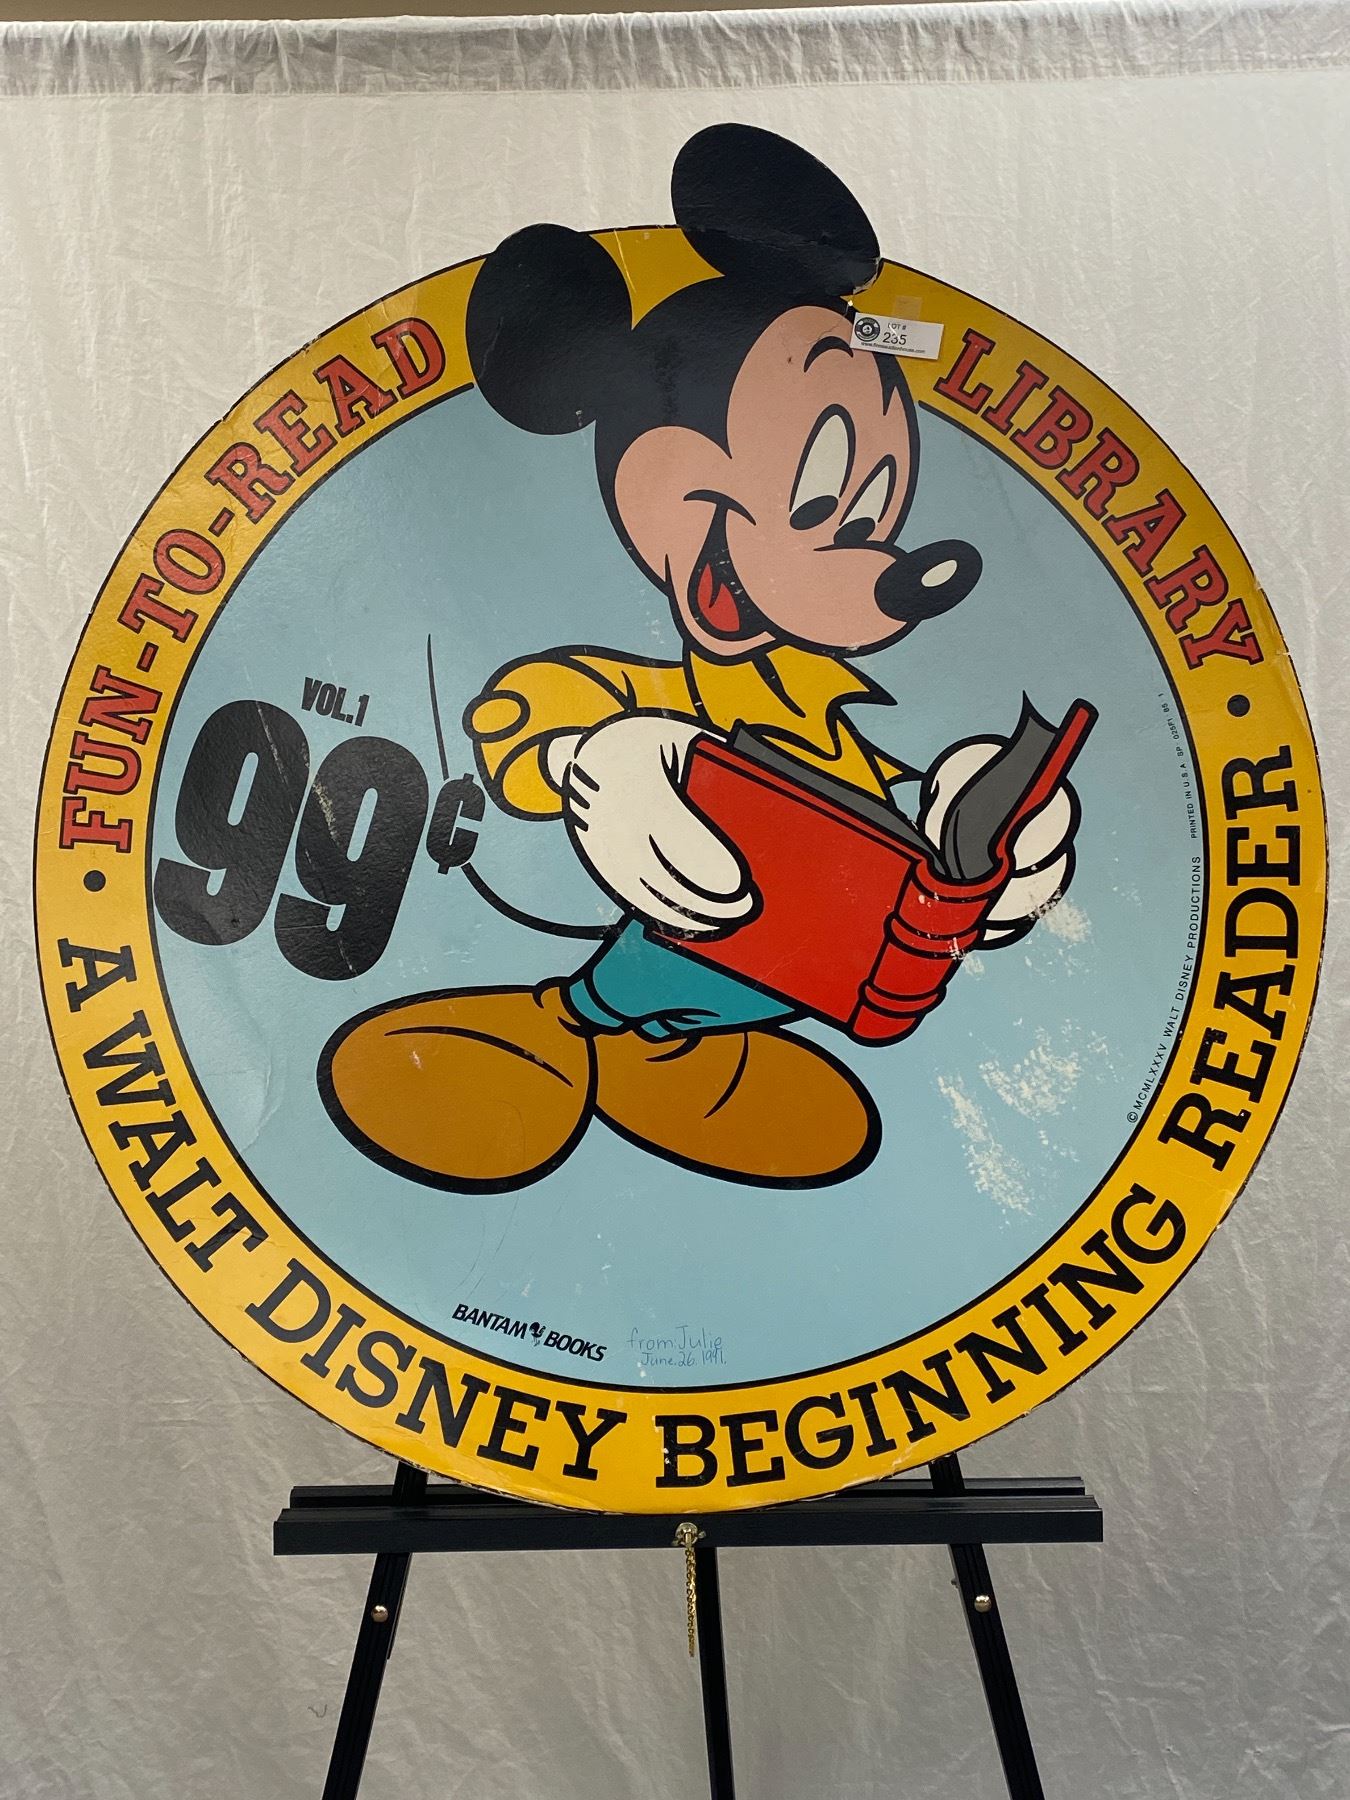 FUN-TO-READ LIBRARY
LOT #
235
VOL.1
99¢
PRINTED IN U.S.A.
© MCMLXXXV WALT DISNEY PRODUCTIONS
BANTAM BOOKS
from: Julie
June. 26. 1991.
• A WALT DISNEY BEGINNING READER •